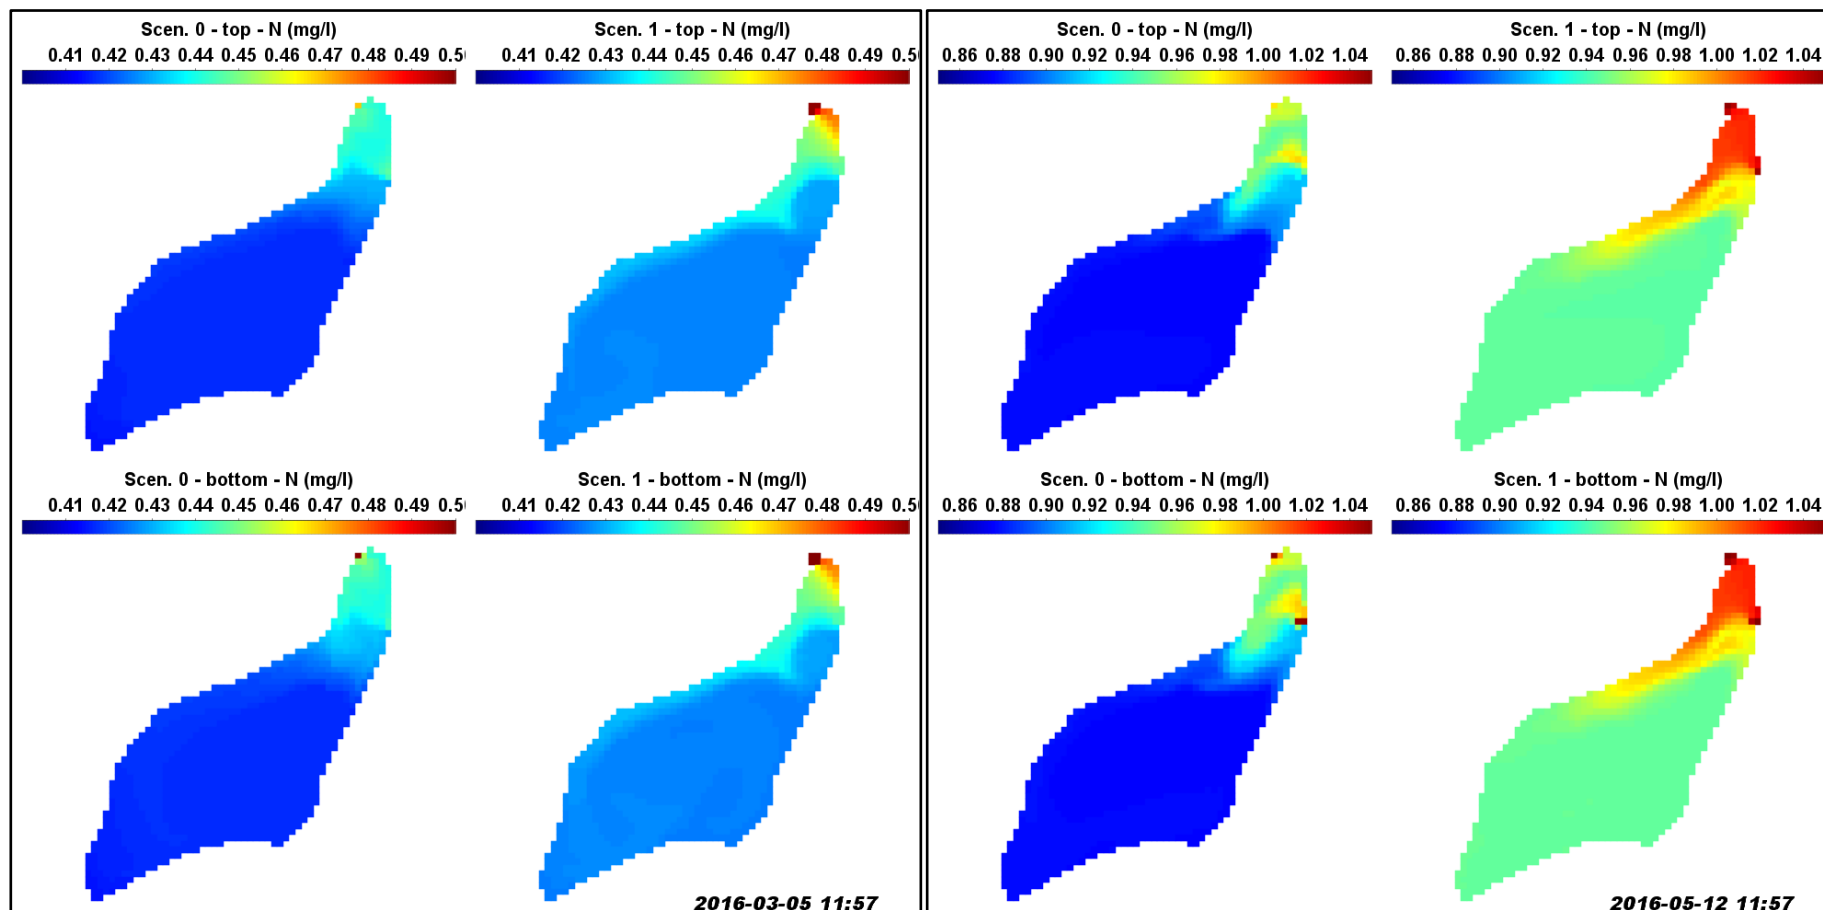 Scen. 0 - top - N (mg/l)
0.41 0.42 0.43 0.44 0.45 0.46 0.47 0.48 0.49 0.50
Scen. 1 - top - N (mg/l)
0.41 0.42 0.43 0.44 0.45 0.46 0.47 0.48 0.49 0.50
Scen. 0 - bottom - N (mg/l)
0.41 0.42 0.43 0.44 0.45 0.46 0.47 0.48 0.49 0.50
Scen. 1 - bottom - N (mg/l)
0.41 0.42 0.43 0.44 0.45 0.46 0.47 0.48 0.49 0.50
2016-03-05 11:57
Scen. 0 - top - N (mg/l)
0.86 0.88 0.90 0.92 0.94 0.96 0.98 1.00 1.02 1.04
Scen. 1 - top - N (mg/l)
0.86 0.88 0.90 0.92 0.94 0.96 0.98 1.00 1.02 1.04
Scen. 0 - bottom - N (mg/l)
0.86 0.88 0.90 0.92 0.94 0.96 0.98 1.00 1.02 1.04
Scen. 1 - bottom - N (mg/l)
0.86 0.88 0.90 0.92 0.94 0.96 0.98 1.00 1.02 1.04
2016-05-12 11:57